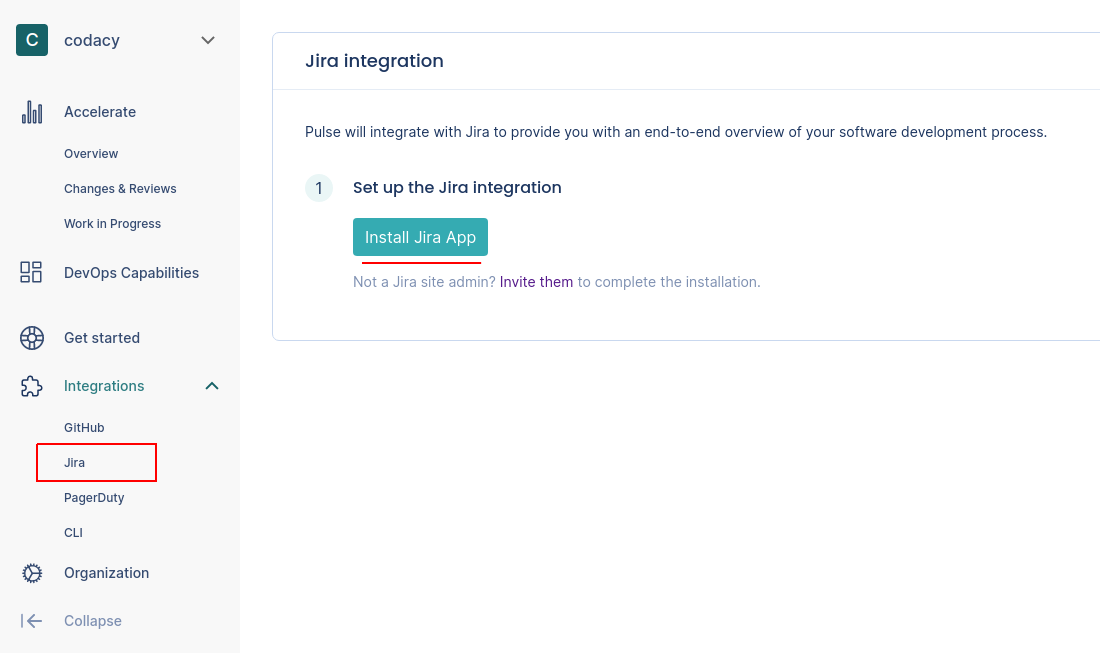 C codacy
Accelerate
Overview
Changes & Reviews
Work in Progress
DevOps Capabilities
Get started
Integrations
GitHub
Jira
PagerDuty
CLI
Organization
Collapse
Jira integration
Pulse will integrate with Jira to provide you with an end-to-end overview of your software development process.
1 Set up the Jira integration
Install Jira App
Not a Jira site admin? Invite them to complete the installation.